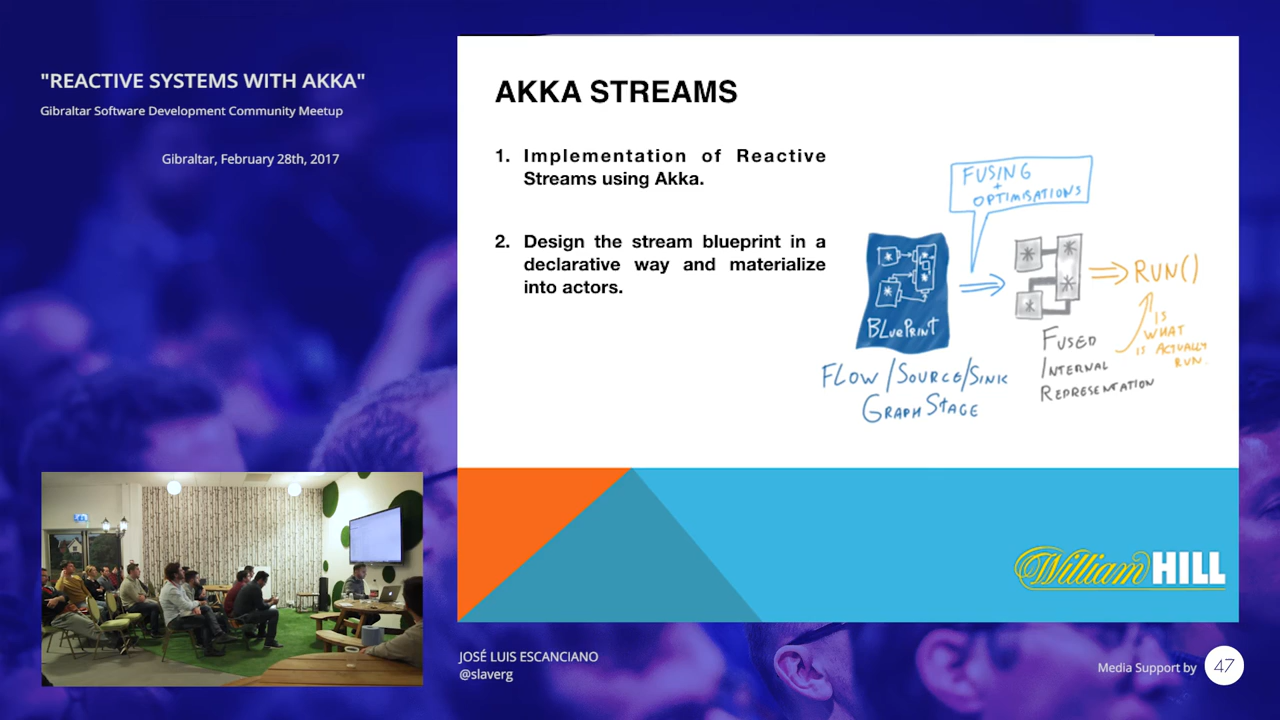 "REACTIVE SYSTEMS WITH AKKA"
Gibraltar Software Development Community Meetup
Gibraltar, February 28th, 2017
AKKA STREAMS
1. Implementation of Reactive
Streams using Akka.
2. Design the stream blueprint in a
declarative way and materialize
into actors.
FUSING
+
OPTIMISATIONS
BLUEPRINT
FLOW/SOURCE/SINK
GRAPH STAGE
FUSED
INTERNAL
REPRESENTATION
RUN()
IS
WHAT
IS ACTUALLY
RUN.
William HILL
JOSÉ LUIS ESCANCIANO
@slaverg
Media Support by 47